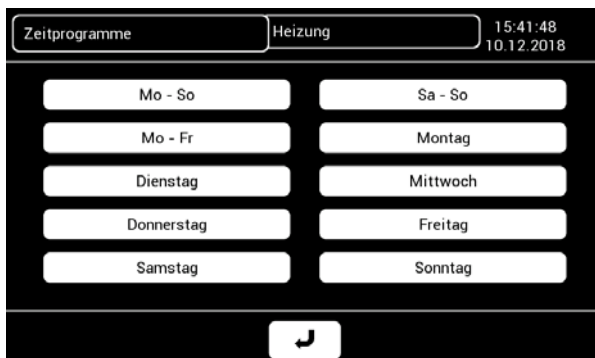 Zeitprogramme
Heizung
15:41:48
10.12.2018
Mo - So
Sa - So
Mo - Fr
Montag
Dienstag
Mittwoch
Donnerstag
Freitag
Samstag
Sonntag